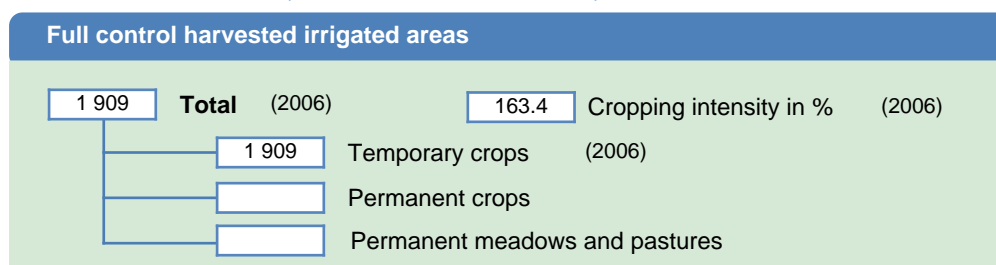 Full control harvested irrigated areas
1 909 Total (2006) 163.4 Cropping intensity in % (2006)
1 909 Temporary crops (2006)
Permanent crops
Permanent meadows and pastures